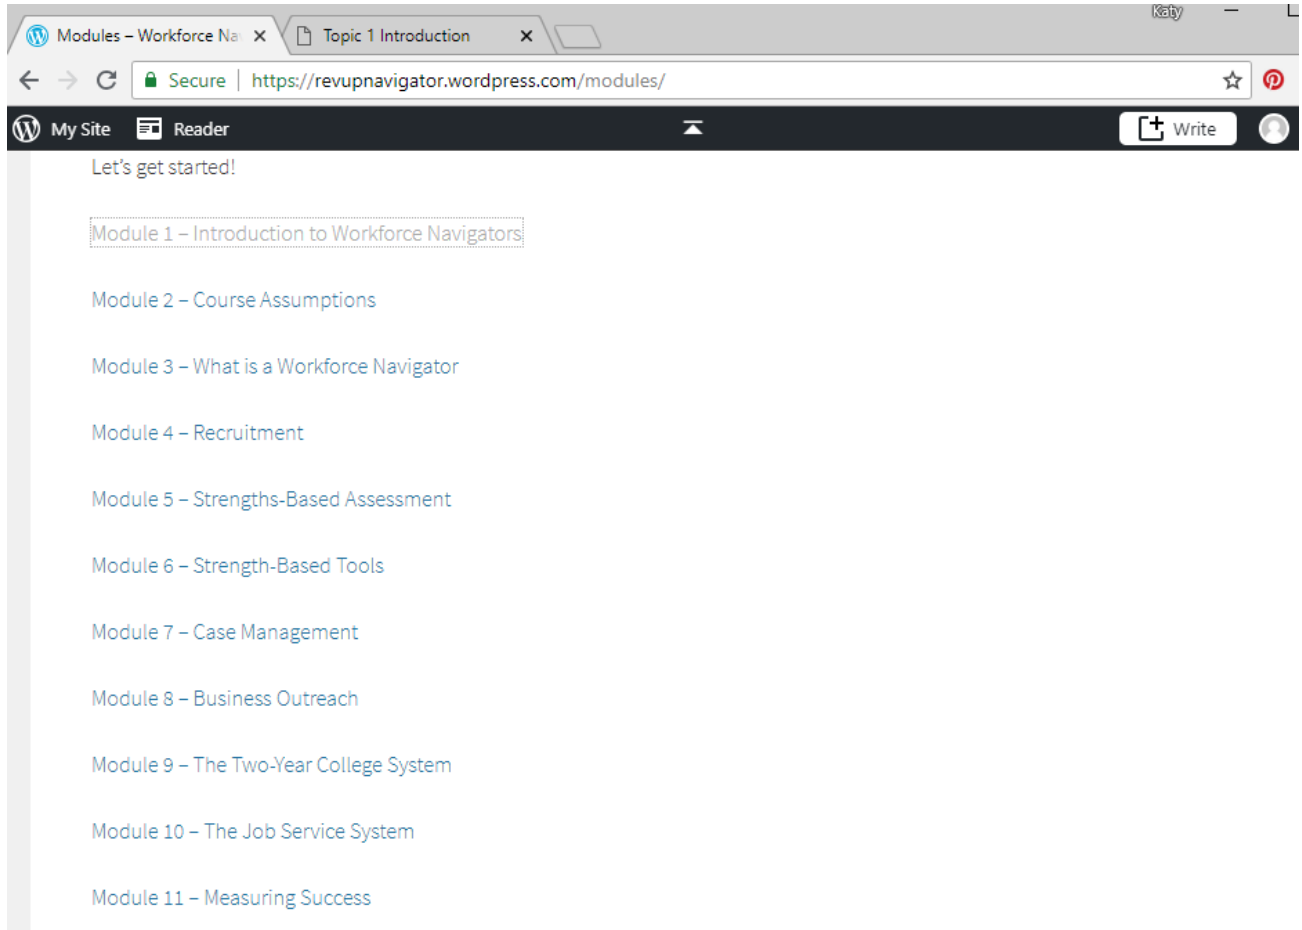 Katy
Modules – Workforce Na
Topic 1 Introduction
Secure | https://revupnavigator.wordpress.com/modules/
My Site Reader Write
Let's get started!
Module 1 – Introduction to Workforce Navigators
Module 2 – Course Assumptions
Module 3 – What is a Workforce Navigator
Module 4 – Recruitment
Module 5 – Strengths-Based Assessment
Module 6 – Strength-Based Tools
Module 7 – Case Management
Module 8 – Business Outreach
Module 9 – The Two-Year College System
Module 10 – The Job Service System
Module 11 – Measuring Success